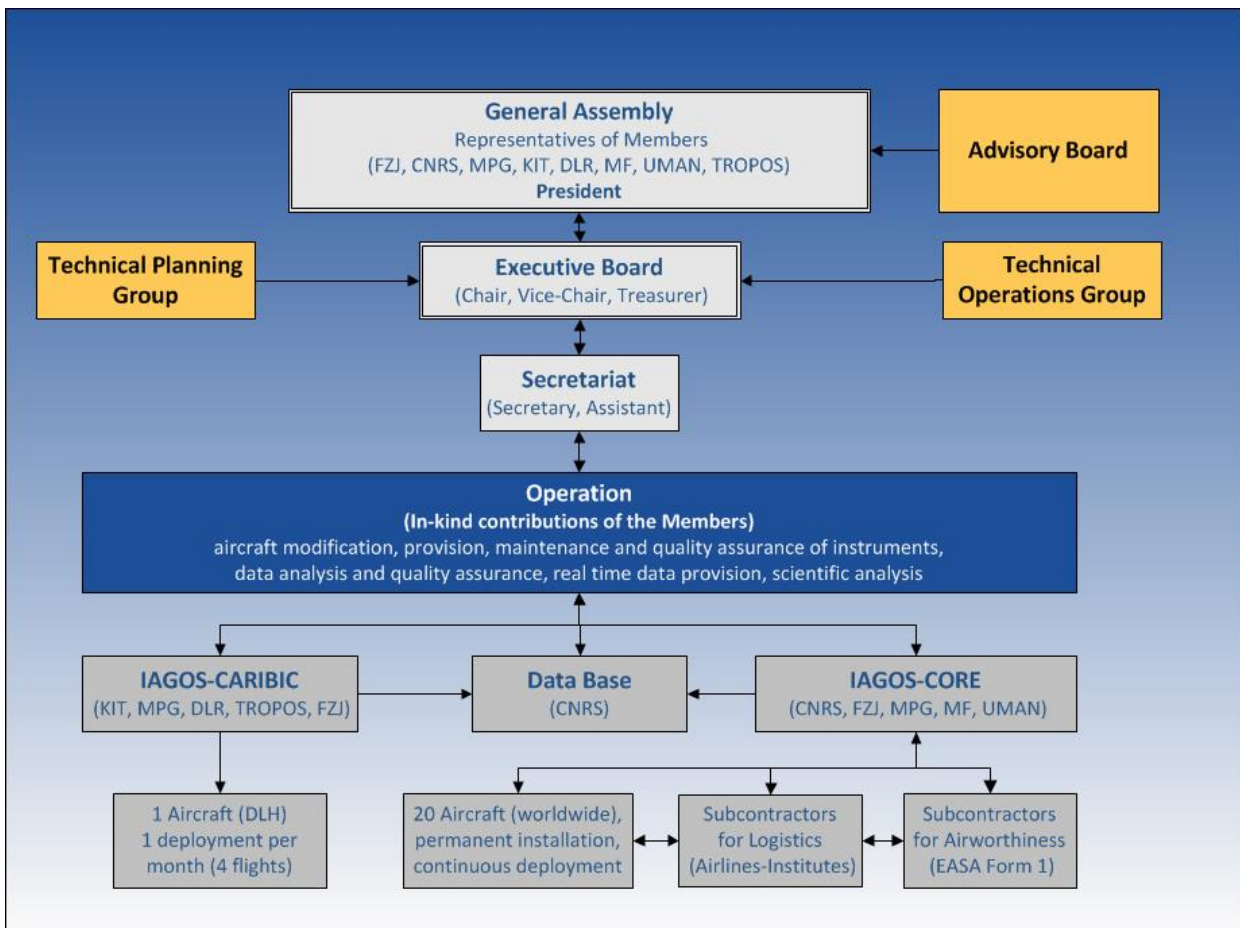 General Assembly
Representatives of Members
(FZJ, CNRS, MPG, KIT, DLR, MF, UMAN, TROPOS)
President
Advisory Board
Technical Planning
Group
Executive Board
(Chair, Vice-Chair, Treasurer)
Technical
Operations Group
Secretariat
(Secretary, Assistant)
Operation
(In-kind contributions of the Members)
aircraft modification, provision, maintenance and quality assurance of instruments,
data analysis and quality assurance, real time data provision, scientific analysis
IAGOS-CARIBIC
(KIT, MPG, DLR, TROPOS, FZJ)
Data Base
(CNRS)
IAGOS-CORE
(CNRS, FZJ, MPG, MF, UMAN)
1 Aircraft (DLH)
1 deployment per
month (4 flights)
20 Aircraft (worldwide),
permanent installation,
continuous deployment
Subcontractors
for Logistics
(Airlines-Institutes)
Subcontractors
for Airworthiness
(EASA Form 1)